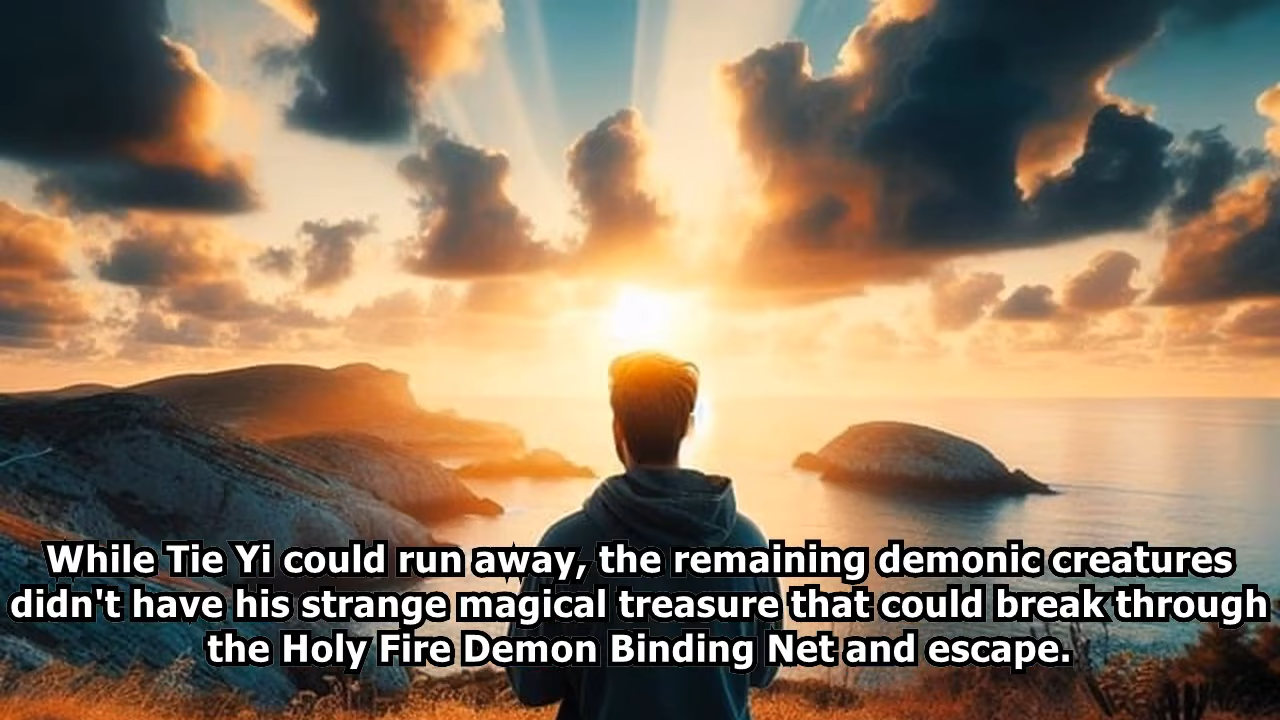 While Tie Yi could run away, the remaining demonic creatures
didn't have his strange magical treasure that could break through
the Holy Fire Demon Binding Net and escape.